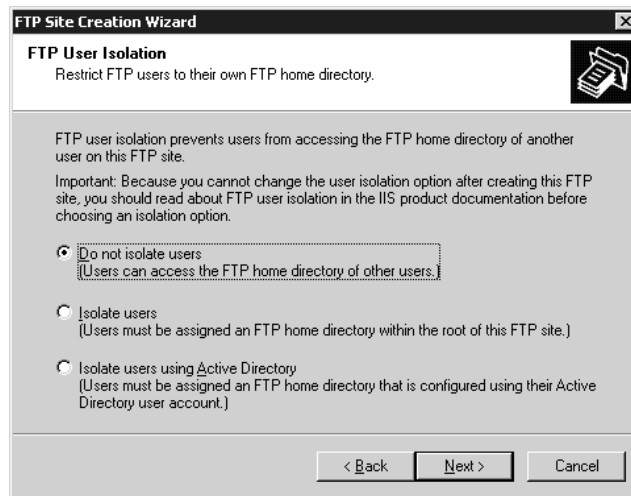 FTP Site Creation Wizard
FTP User Isolation
Restrict FTP users to their own FTP home directory.
FTP user isolation prevents users from accessing the FTP home directory of another
user on this FTP site.
Important: Because you cannot change the user isolation option after creating this FTP
site, you should read about FTP user isolation in the IIS product documentation before
choosing an isolation option.
Do not isolate users
(Users can access the FTP home directory of other users.)
Isolate users
(Users must be assigned an FTP home directory within the root of this FTP site.)
Isolate users using Active Directory
(Users must be assigned an FTP home directory that is configured using their Active
Directory user account.)
< Back Next > Cancel